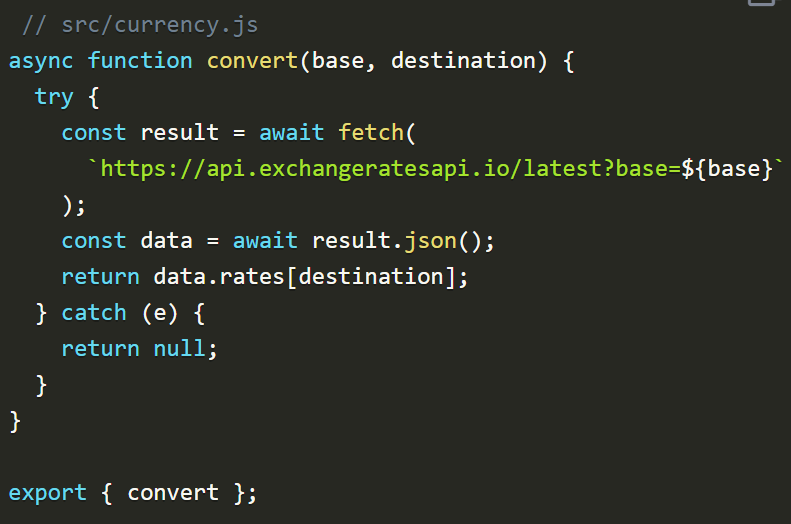 // src/currency.js
async function convert(base, destination) {
  try {
    const result = await fetch(
      `https://api.exchangeratesapi.io/latest?base=${base}`
    );
    const data = await result.json();
    return data.rates[destination];
  } catch (e) {
    return null;
  }
}

export { convert };